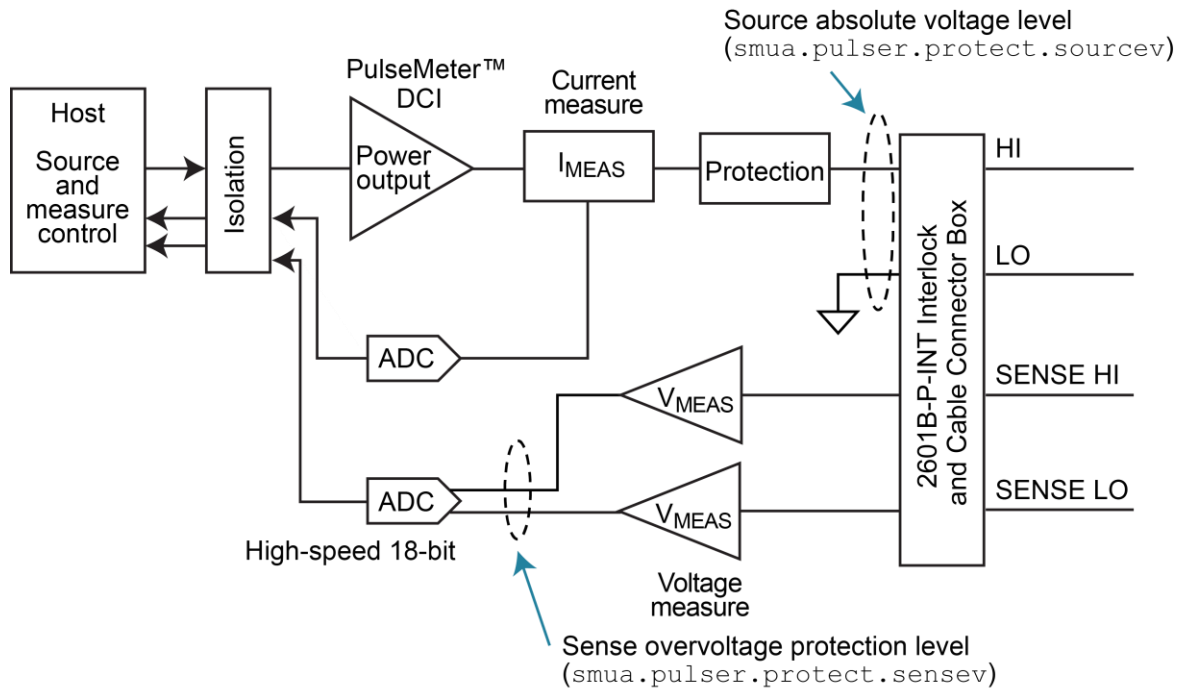 Source absolute voltage level
(smua.pulser.protect.sourcev)
PulseMeter™
DCI
Current
measure
Host
Source
and
measure
control
Isolation
Power
output
IMEAS
Protection
2601B-P-INT Interlock
and Cable Connector Box
HI
LO
ADC
VMEAS
SENSE HI
ADC
VMEAS
SENSE LO
High-speed 18-bit
Voltage
measure
Sense overvoltage protection level
(smua.pulser.protect.sensev)